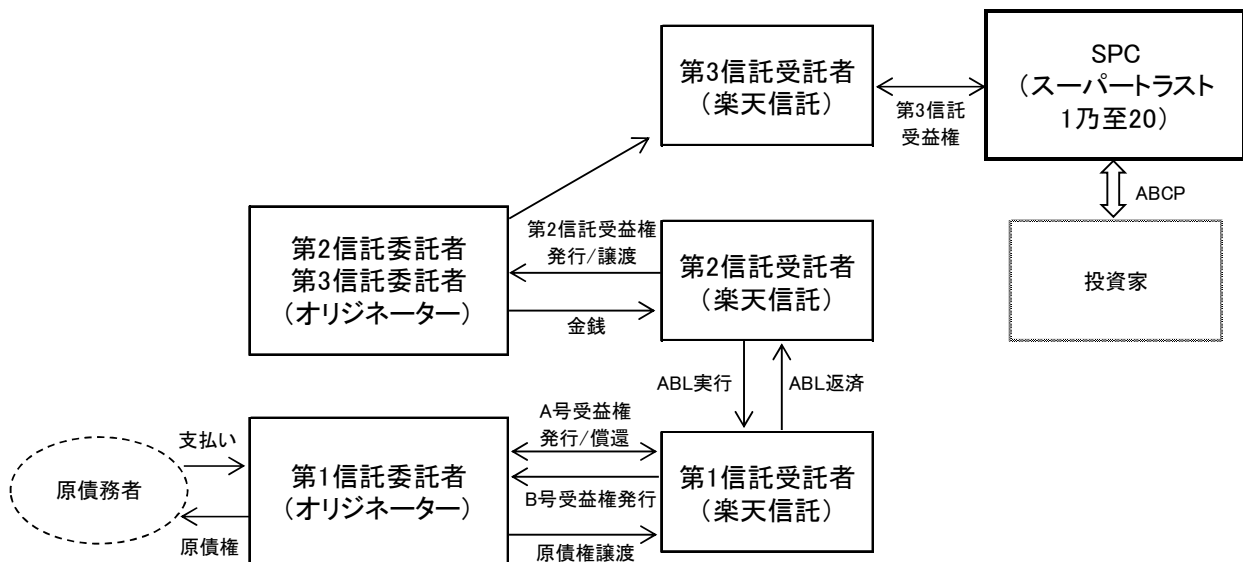 第3信託受託者
（楽天信託）
第3信託
受益権
SPC
（スーパートラスト
1乃至20）
ABCP
投資家
第2信託委託者
第3信託委託者
（オリジネーター）
第2信託受益権
発行/譲渡
金銭
第2信託受託者
（楽天信託）
ABL実行
ABL返済
原債務者
支払い
原債権
第1信託委託者
（オリジネーター）
A号受益権
発行/償還
B号受益権発行
原債権譲渡
第1信託受託者
（楽天信託）